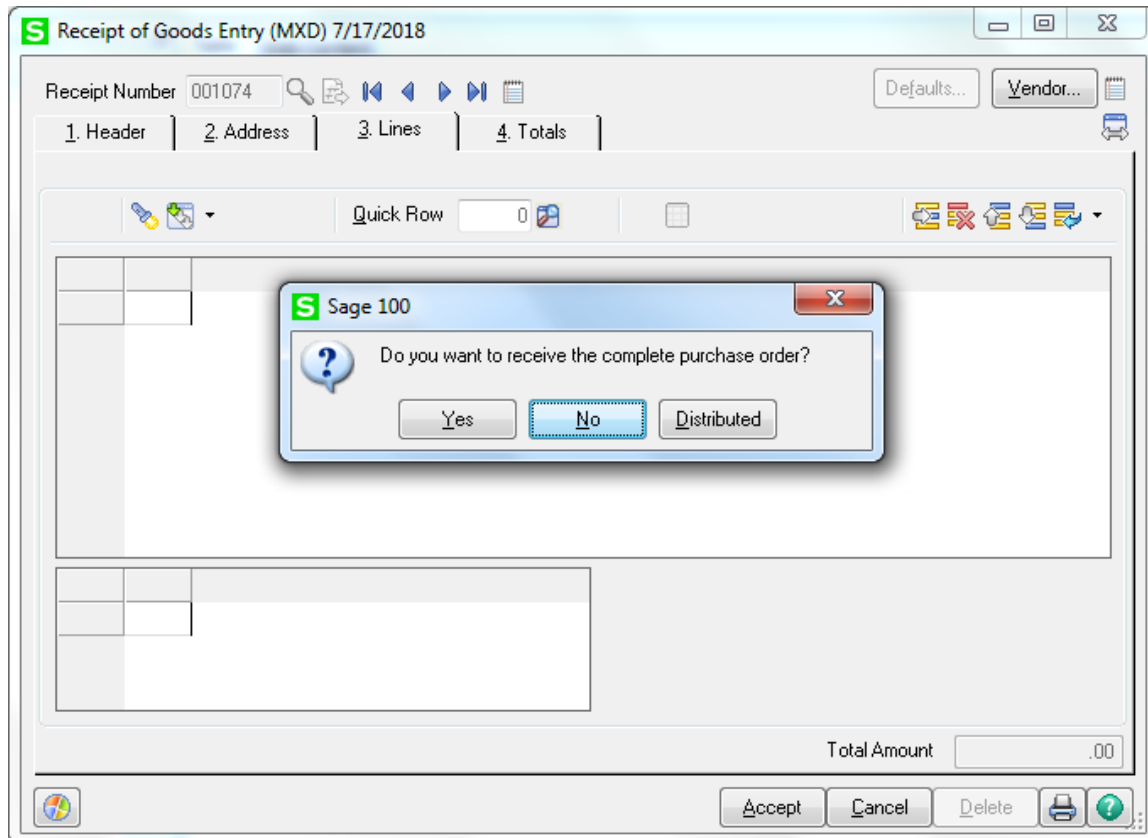 S Receipt of Goods Entry (MXD) 7/17/2018
Receipt Number 001074 Defaults... Vendor...
1. Header 2. Address 3. Lines 4. Totals
Quick Row 0
S Sage 100
Do you want to receive the complete purchase order?
Yes No Distributed
Total Amount .00
Accept Cancel Delete